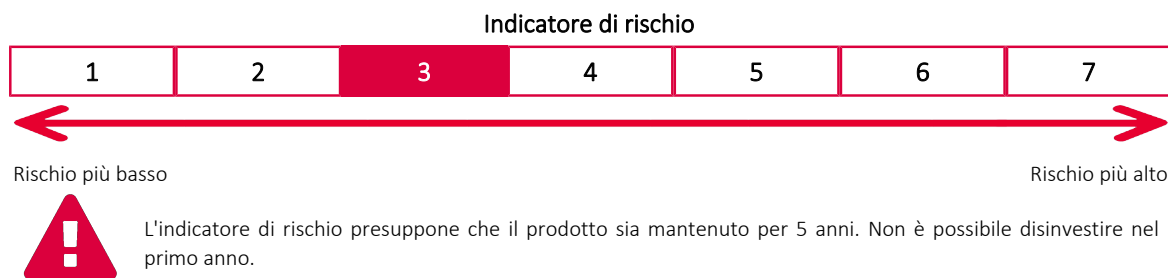 Indicatore di rischio
1 2 3 4 5 6 7
Rischio più basso Rischio più alto
L'indicatore di rischio presuppone che il prodotto sia mantenuto per 5 anni. Non è possibile disinvestire nel
primo anno.